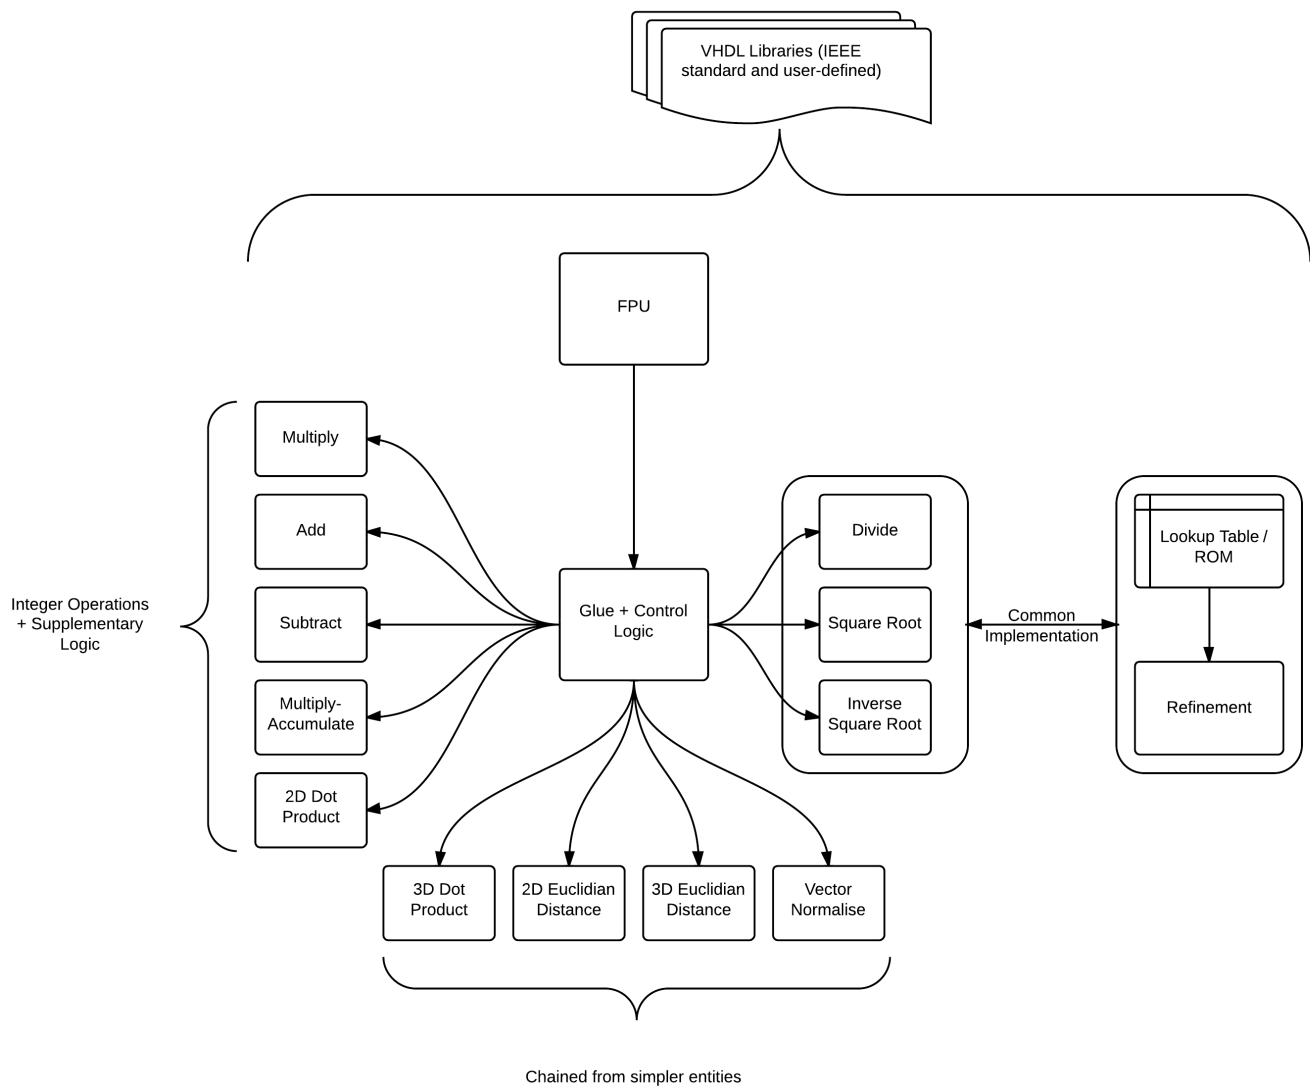 VHDL Libraries (IEEE
standard and user-defined)
FPU
Multiply
Add
Subtract
Multiply-
Accumulate
2D Dot
Product
Integer Operations
+ Supplementary
Logic
Glue + Control
Logic
Divide
Square Root
Inverse
Square Root
Common
Implementation
Lookup Table /
ROM
Refinement
3D Dot
Product
2D Euclidian
Distance
3D Euclidian
Distance
Vector
Normalise
Chained from simpler entities